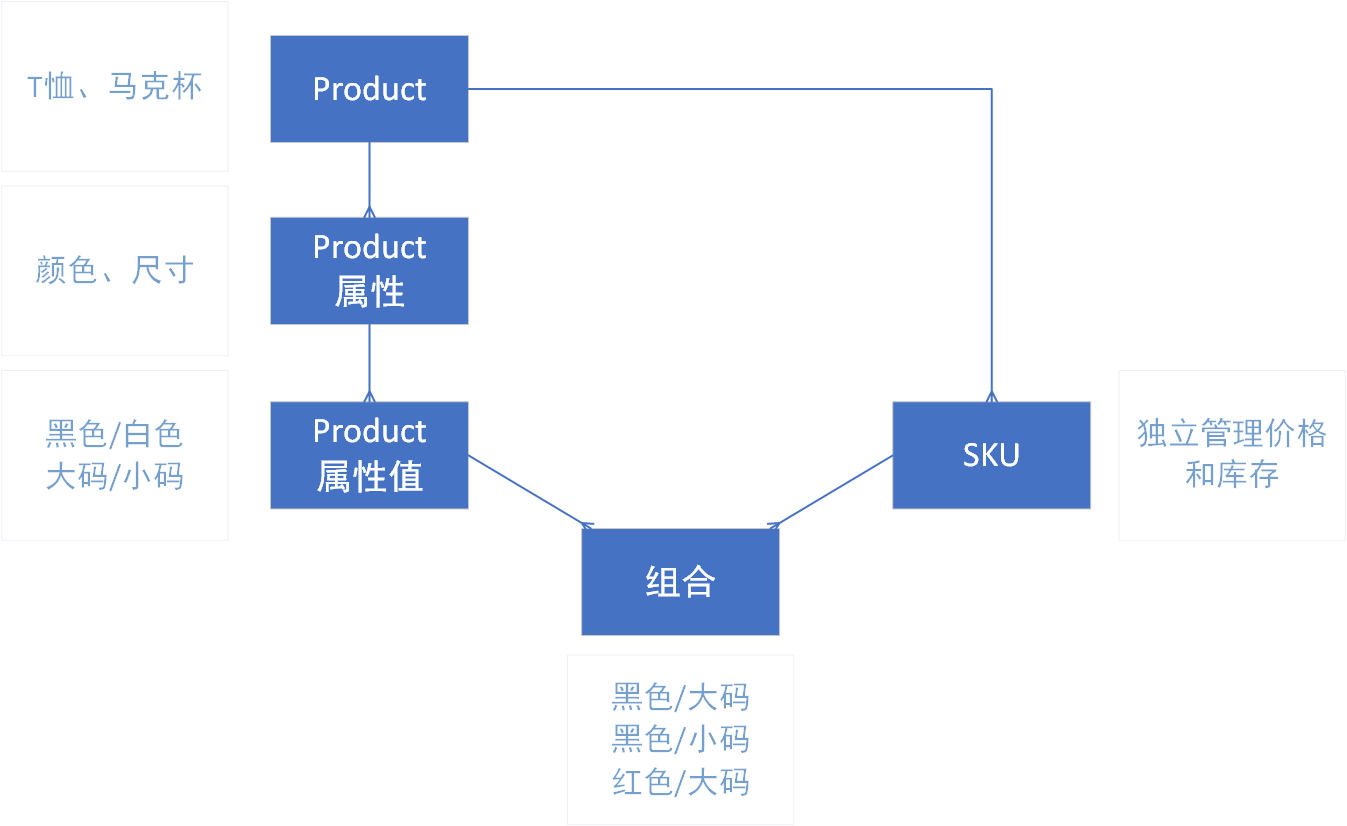 T恤、马克杯
Product
颜色、尺寸
Product
属性
黑色/白色
大码/小码
Product
属性值
SKU
独立管理价格
和库存
组合
黑色/大码
黑色/小码
红色/大码